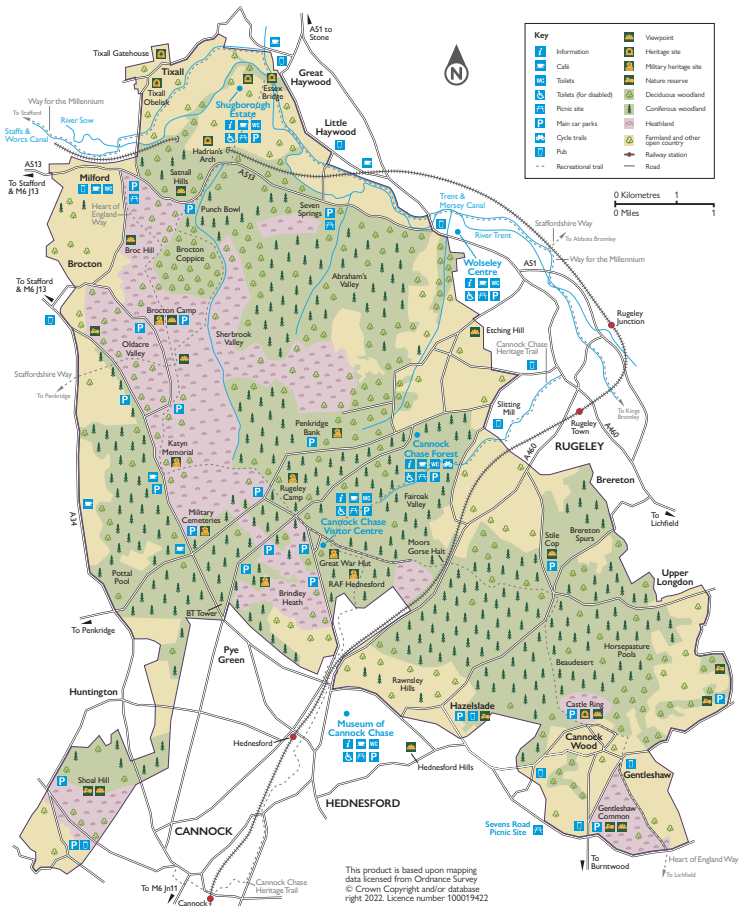 A51 to
Stone
Tixall Gatehouse
Tixall
Tixall
Obelisk
Great
Haywood
Essex
Bridge
Shugborough
Estate
Way for the Millennium
To Stafford
River Sow
Staffs &
Worcs Canal
Little
Haywood
Hadrian's
Arch
A513
To Stafford
& M6 J13
Milford
Satnall
Hills
A513
Heart of
England
Way
Punch Bowl
Seven
Springs
Trent &
Mersey Canal
River Trent
Staffordshire Way
To Abbots Bromley
Way for the Millennium
Broc Hill
Brocton
Coppice
Brocton
Abraham's
Valley
Wolseley
Centre
A51
To Stafford
& M6 J13
Brocton Camp
Oldacre
Valley
Sherbrook
Valley
Etching Hill
Cannock Chase
Heritage Trail
Rugeley
Junction
Staffordshire Way
To Penkridge
Slitting
Mill
To Kings
Bromley
Rugeley
Town
A460
A460
RUGELEY
Penkridge
Bank
Katyn
Memorial
Cannock
Chase Forest
Rugeley
Camp
Fairoak
Valley
Brereton
To
Lichfield
A34
Military
Cemeteries
Cannock Chase
Visitor Centre
Moors
Gorse Halt
Stile
Cop
Brereton
Spurs
Great War Hut
RAF Hednesford
Upper
Longdon
Pottal
Pool
Brindley
Heath
BT Tower
To Penkridge
Pye
Green
Horsepasture
Pools
Beaudesert
Rawnsley
Hills
Huntington
Hazelslade
Castle Ring
Museum of
Cannock Chase
Cannock
Wood
Hednesford
Hednesford Hills
Gentleshaw
Shoal Hill
Gentleshaw
Common
HEDNESFORD
CANNOCK
Sevens Road
Picnic Site
To
Burntwood
Heart of England Way
To Lichfield
To M6 Jn11
Cannock
Cannock Chase
Heritage Trail
This product is based upon mapping
data licensed from Ordnance Survey
© Crown Copyright and/or database
right 2022. Licence number 100019422
N
Key
Information
Café
Toilets
Toilets (for disabled)
Picnic site
Main car parks
Cycle trails
Pub
Recreational trail
Viewpoint
Heritage site
Military heritage site
Nature reserve
Deciduous woodland
Coniferous woodland
Heathland
Farmland and other
open country
Railway station
Road
0 Kilometres 1
0 Miles 1